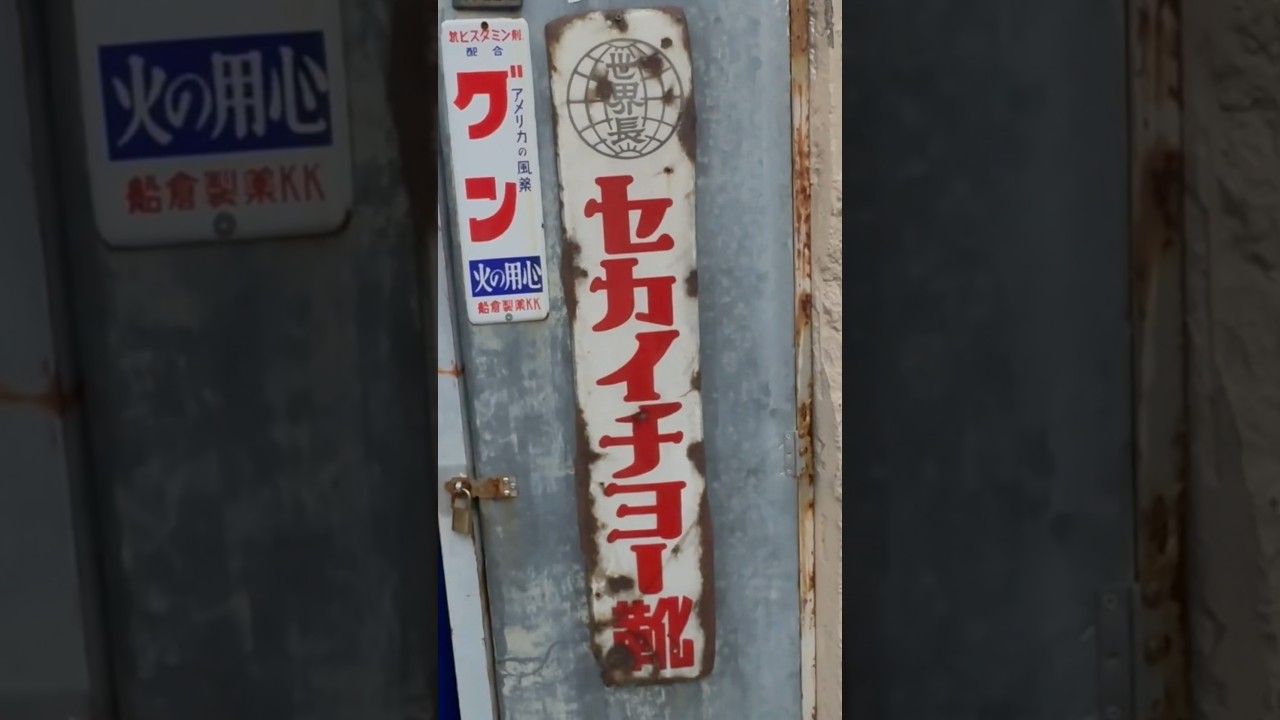 抗ヒスタミン剤
配合
グン
アメリカの風薬
火の用心
船倉製薬KK
世界長
セカイチョー靴
火の用心
船倉製薬KK